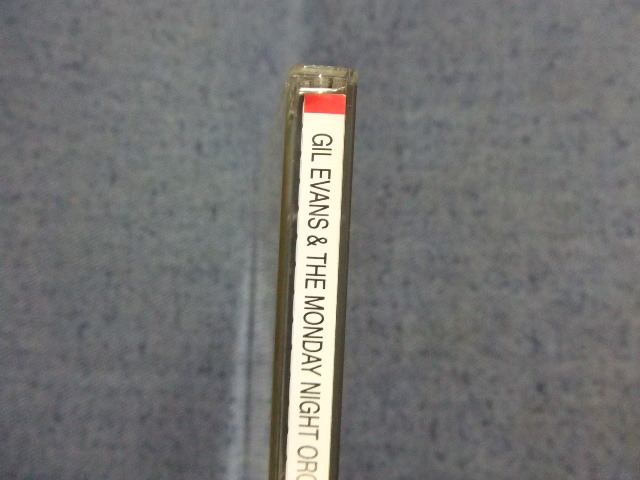 GIL EVANS & THE MONDAY NIGHT ORC